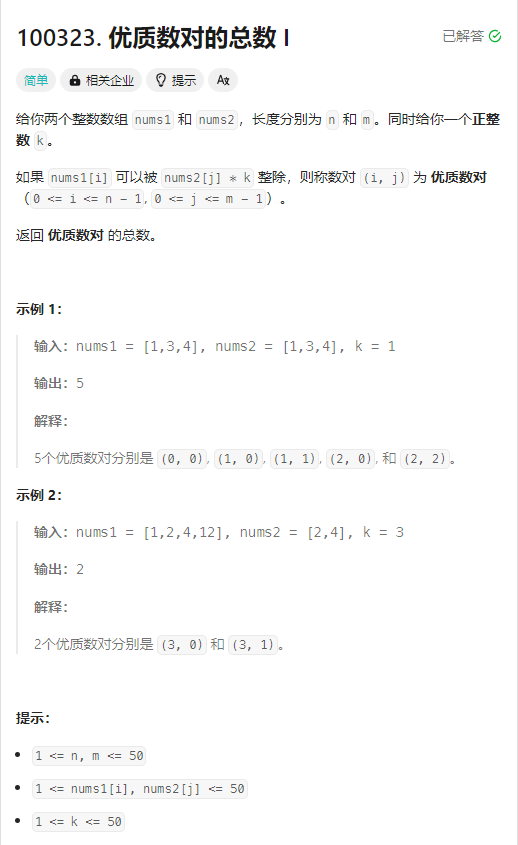 100323. 优质数对的总数 I
已解答
简单 相关企业 提示
给你两个整数数组 nums1 和 nums2，长度分别为 n 和 m。同时给你一个正整
数 k。
如果 nums1[i] 可以被 nums2[j] * k 整除，则称数对 (i, j) 为 优质数对
（0 <= i <= n - 1, 0 <= j <= m - 1）。
返回 优质数对 的总数。
示例 1：
输入：nums1 = [1,3,4], nums2 = [1,3,4], k = 1
输出：5
解释：
5个优质数对分别是 (0, 0), (1, 0), (1, 1), (2, 0), 和 (2, 2)。
示例 2：
输入：nums1 = [1,2,4,12], nums2 = [2,4], k = 3
输出：2
解释：
2个优质数对分别是 (3, 0) 和 (3, 1)。
提示：
1 <= n, m <= 50
1 <= nums1[i], nums2[j] <= 50
1 <= k <= 50